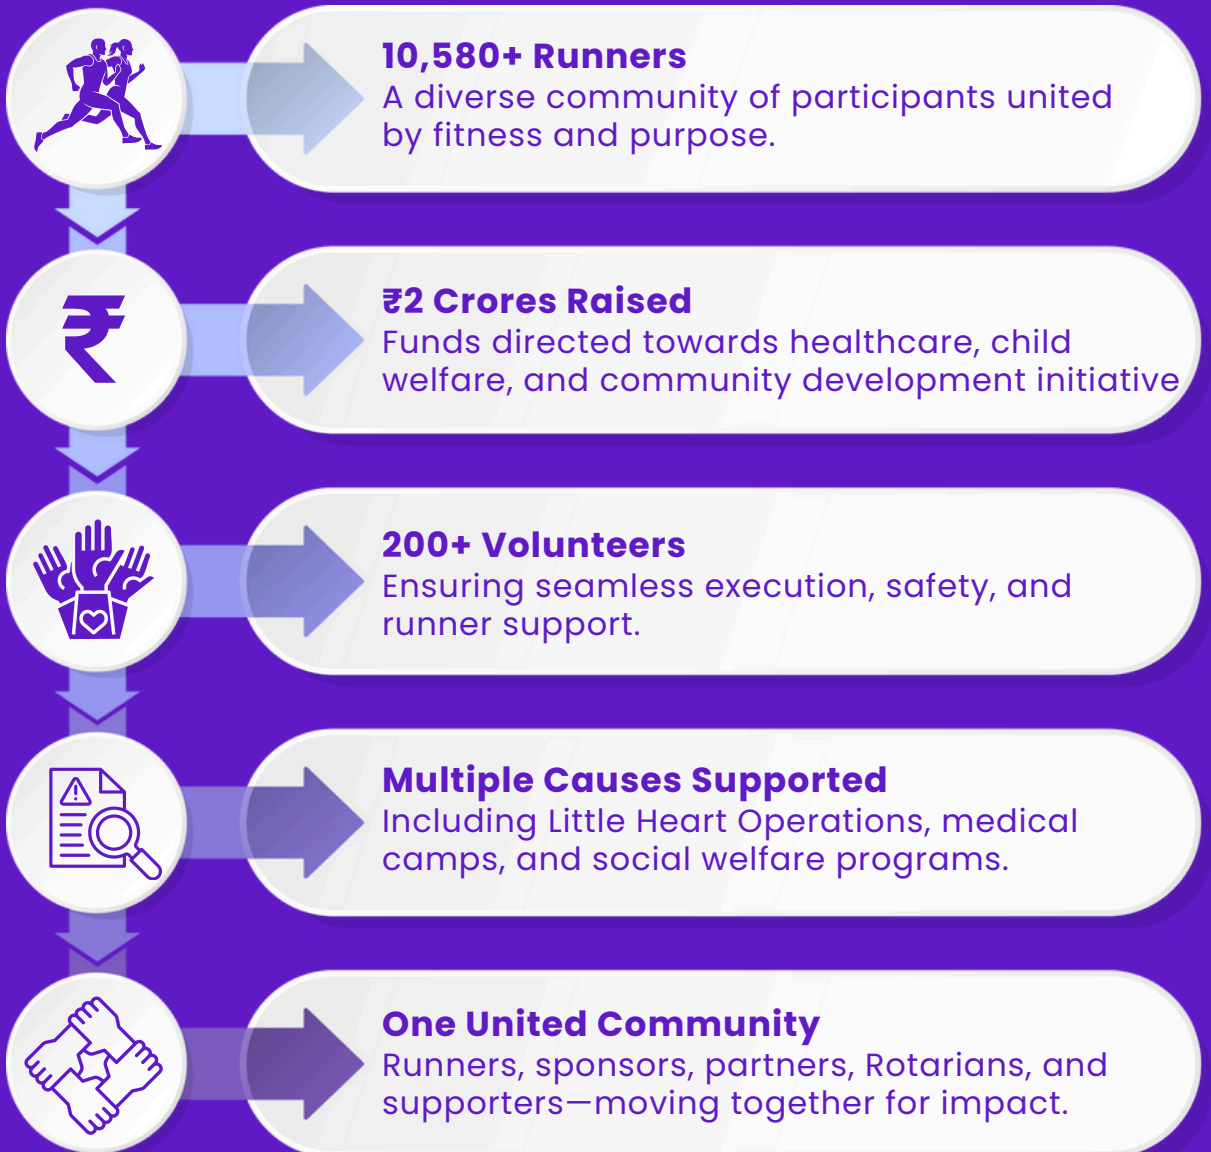 10,580+ Runners
A diverse community of participants united
by fitness and purpose.
₹2 Crores Raised
Funds directed towards healthcare, child
welfare, and community development initiative
₹
200+ Volunteers
Ensuring seamless execution, safety, and
runner support.
Multiple Causes Supported
Including Little Heart Operations, medical
camps, and social welfare programs.
One United Community
Runners, sponsors, partners, Rotarians, and
supporters—moving together for impact.